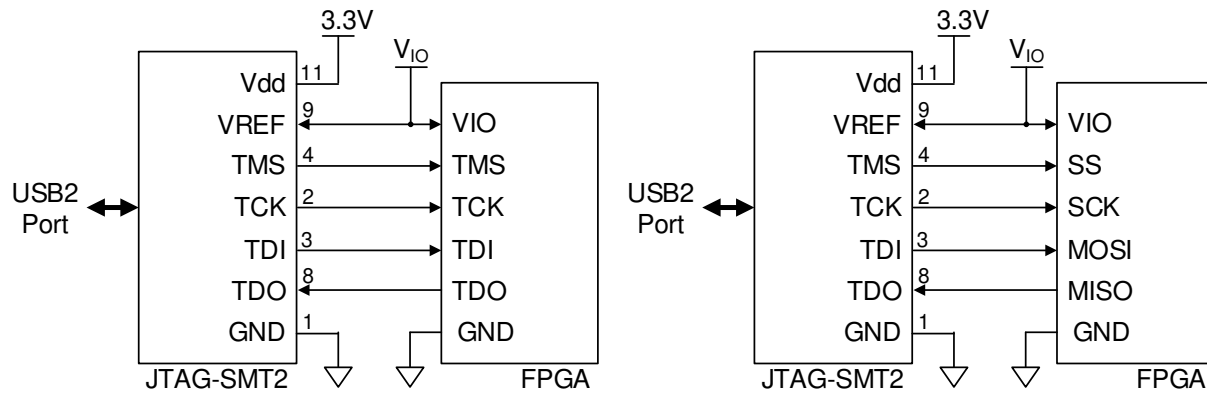 3.3V
VIO
Vdd 11
VREF 9 VIO
TMS 4 TMS
USB2
Port
TCK 2 TCK
TDI 3 TDI
TDO 8 TDO
GND 1 GND
JTAG-SMT2 FPGA
3.3V
VIO
Vdd 11
VREF 9 VIO
TMS 4 SS
USB2
Port
TCK 2 SCK
TDI 3 MOSI
TDO 8 MISO
GND 1 GND
JTAG-SMT2 FPGA